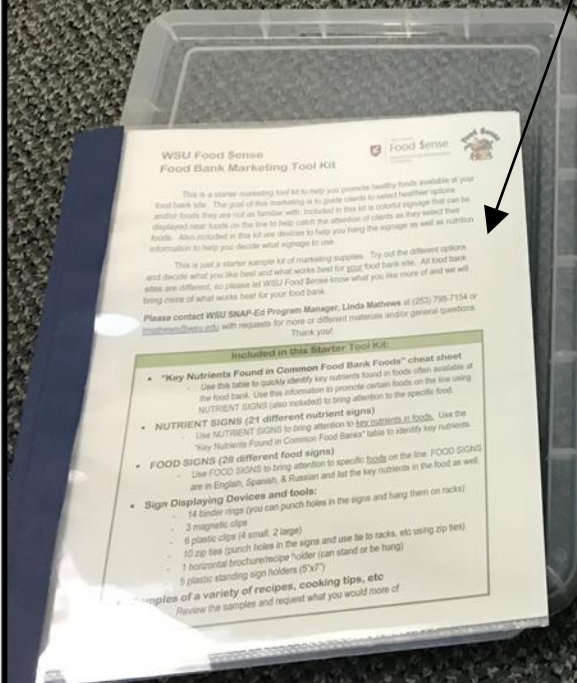 WSU Food $ense
Food Bank Marketing Tool Kit
Food $ense
Food $ense
This is a starter marketing tool kit to help you promote healthy foods available at your
food bank site. The goal of this marketing is to guide clients to select healthier options
and/or foods they are not as familiar with. Included in this kit is colorful signage that can be
displayed near foods on the line to help catch the attention of clients as they select their
foods. Also included in this kit are devices to help you hang the signage as well as nutrition
information to help you decide what signage to use.
This is just a starter sample kit of marketing supplies. Try out the different options
and decide what you like best and what works best for your food bank site. All food bank
sites are different, so please let WSU Food $ense know what you like more of and we will
bring more of what works best for your food bank.
Please contact WSU SNAP-Ed Program Manager, Linda Mathews at (253) 798-7154 or
lmathews@wsu.edu with requests for more or different materials and/or general questions.
Thank you!
Included in this Starter Tool Kit:
• "Key Nutrients Found in Common Food Bank Foods" cheat sheet
- Use this table to quickly identify key nutrients found in foods often available at
the food bank. Use this information to promote certain foods on the line using
NUTRIENT SIGNS (also included) to bring attention to the specific food.
• NUTRIENT SIGNS (21 different nutrient signs)
- Use NUTRIENT SIGNS to bring attention to key nutrients in foods. Use the
"Key Nutrients Found in Common Food Banks" table to identify key nutrients.
• FOOD SIGNS (28 different food signs)
- Use FOOD SIGNS to bring attention to specific foods on the line. FOOD SIGNS
are in English, Spanish, & Russian and list the key nutrients in the food as well.
• Sign Displaying Devices and tools:
- 14 binder rings (you can punch holes in the signs and hang them on racks)
- 3 magnetic clips
- 6 plastic clips (4 small, 2 large)
- 10 zip ties (punch holes in the signs and use tie to racks, etc using zip ties)
- 1 horizontal brochure/recipe holder (can stand or be hung)
- 5 plastic standing sign holders (5"x7")
of a variety of recipes, cooking tips, etc
Review the samples and request what you would more of